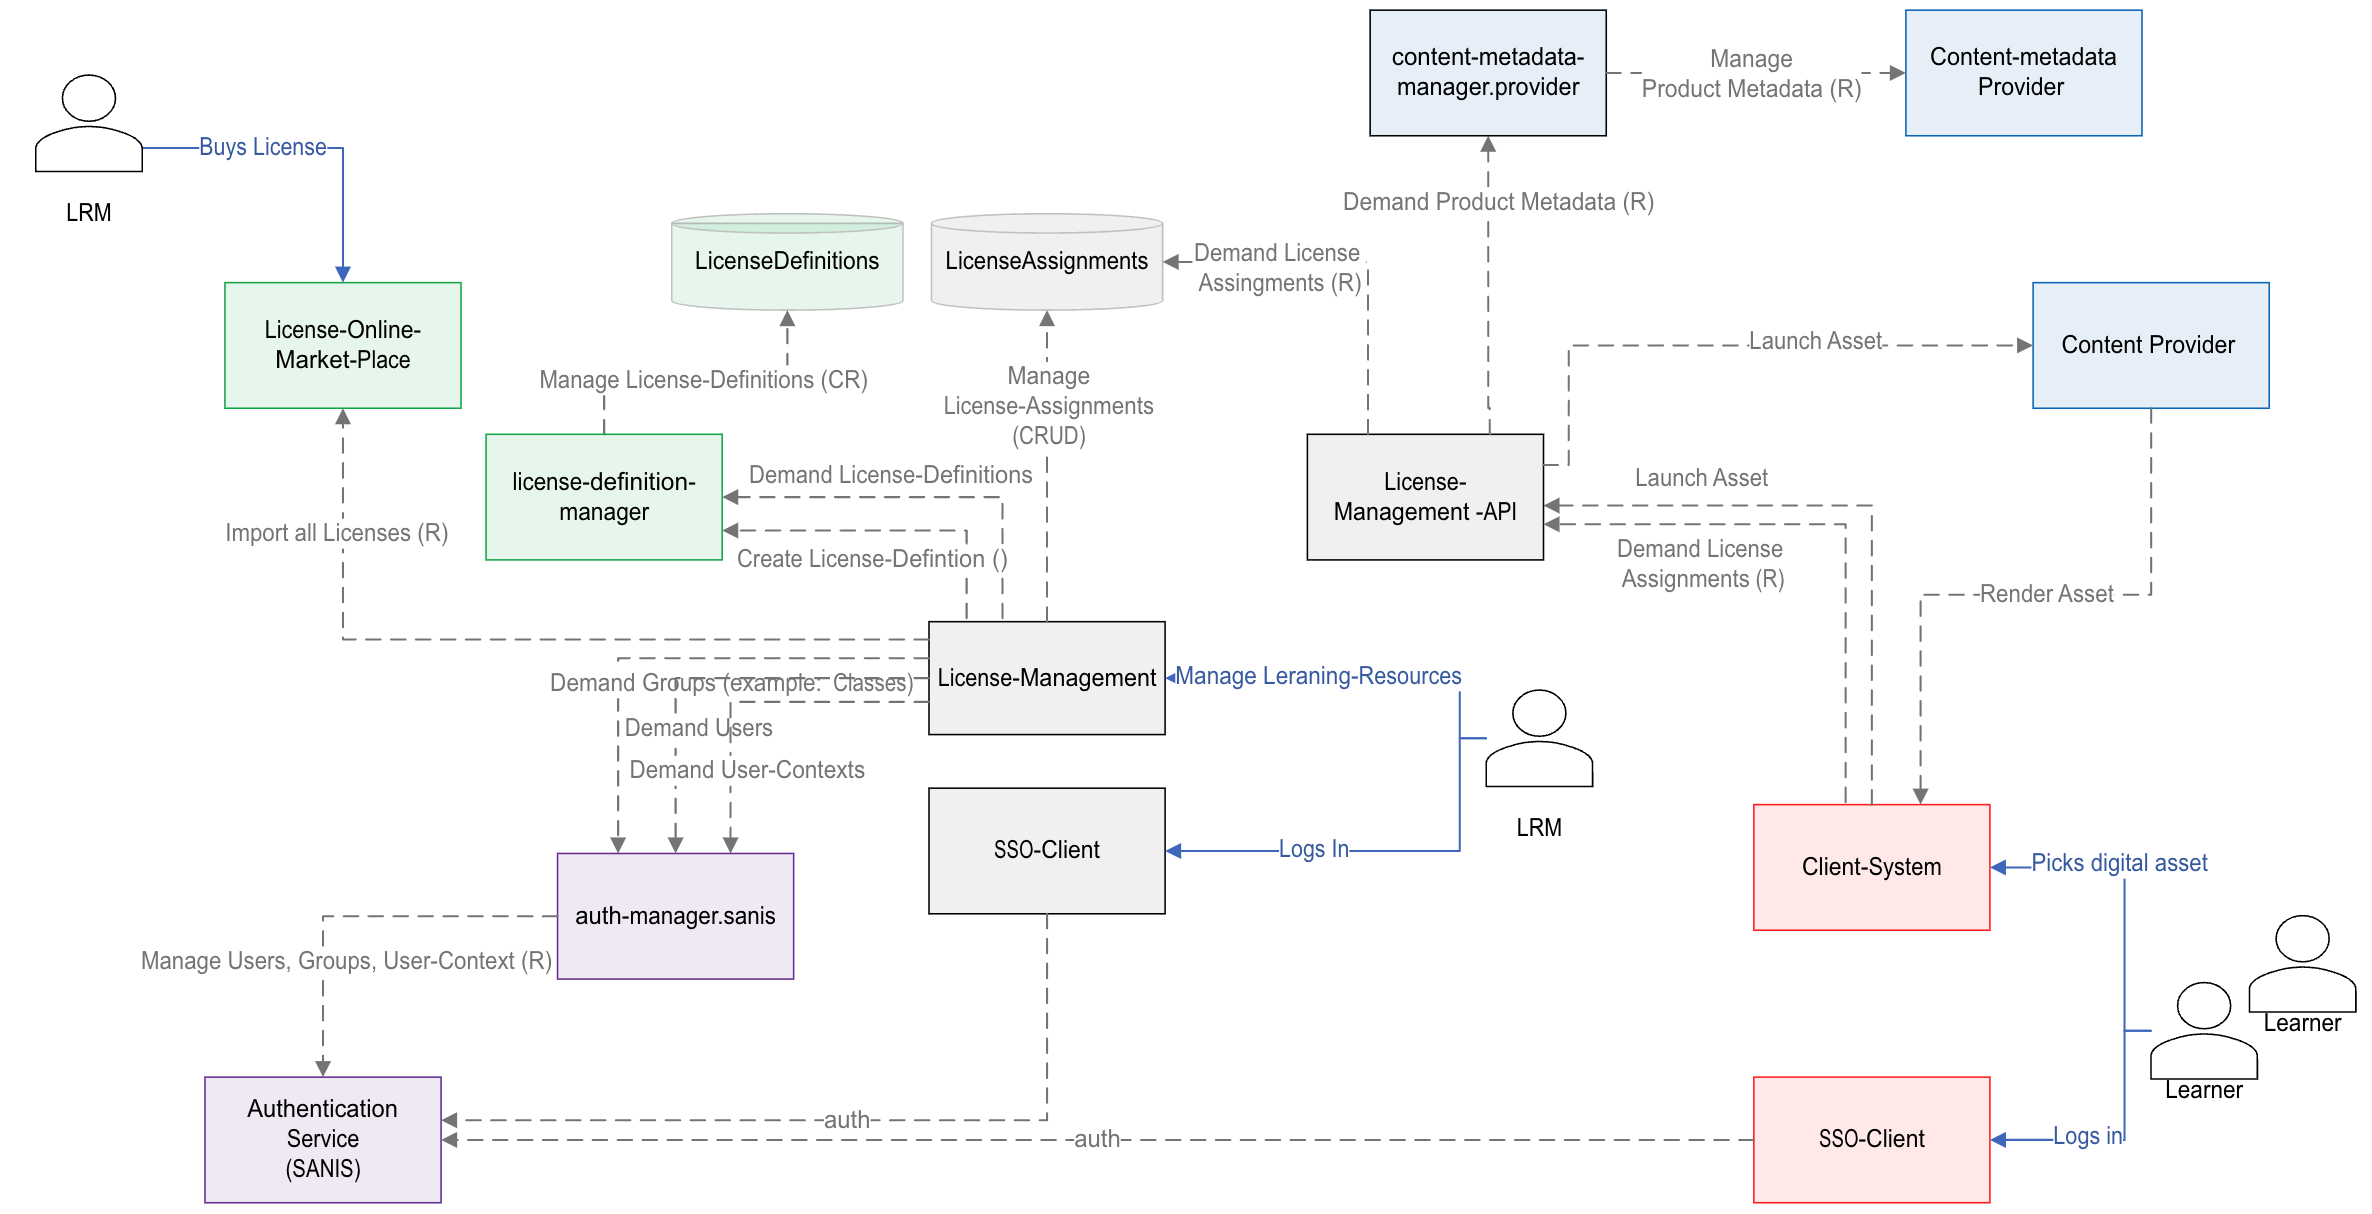 content-metadata-
manager.provider
Manage
Product Metadata (R)
Content-metadata
Provider
Buys License
LRM
Demand Product Metadata (R)
LicenseDefinitions
LicenseAssignments
Demand License
Assingments (R)
License-Online-
Market-Place
Launch Asset
Content Provider
Manage License-Definitions (CR)
Manage
License-Assignments
(CRUD)
license-definition-
manager
Demand License-Definitions
Create License-Defintion ()
License-
Management -API
Launch Asset
Demand License
Assignments (R)
Import all Licenses (R)
Render Asset
Demand Groups (example: Classes)
Demand Users
Demand User-Contexts
License-Management
Manage Leraning-Resources
LRM
SSO-Client
Logs In
Client-System
Picks digital asset
auth-manager.sanis
Manage Users, Groups, User-Context (R)
Learner
Learner
Authentication
Service
(SANIS)
auth
auth
SSO-Client
Logs in